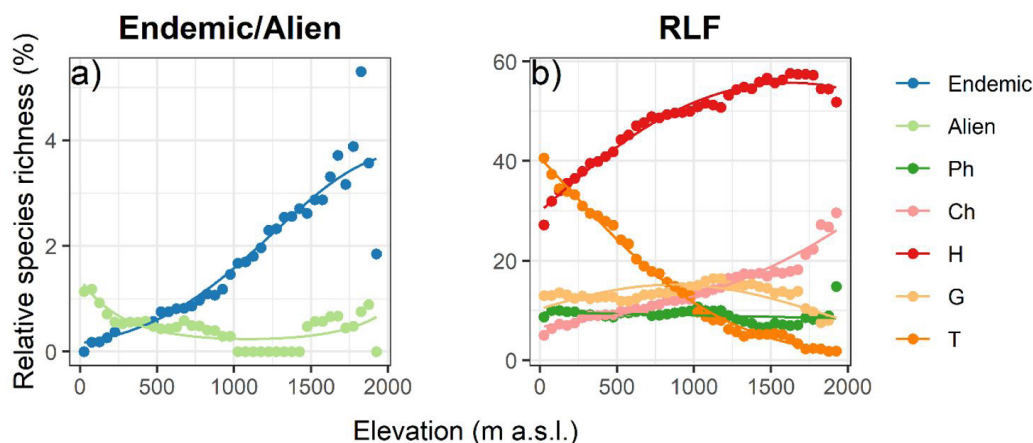 Endemic/Alien
RLF
Relative species richness (%)
a)
4
2
0
0
500
1000
1500
2000
b)
60
40
20
0
0
500
1000
1500
2000
Elevation (m a.s.l.)
Endemic
Alien
Ph
Ch
H
G
T